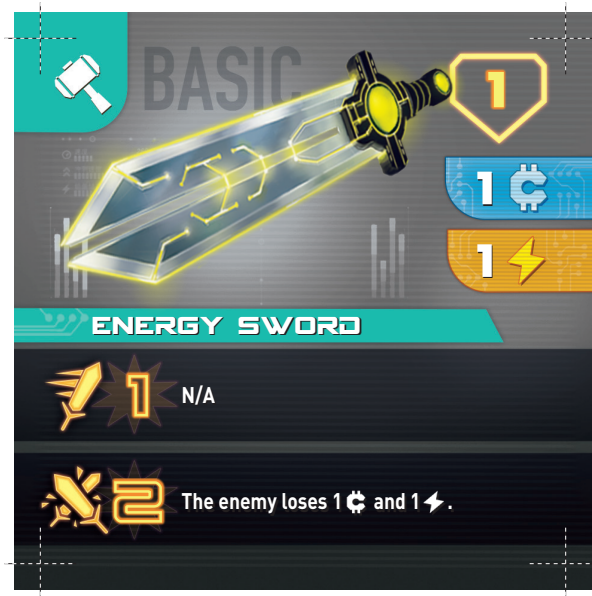 BASIC
1
1
1
ENERGY SWORD
1 N/A
2 The enemy loses 1 and 1 .